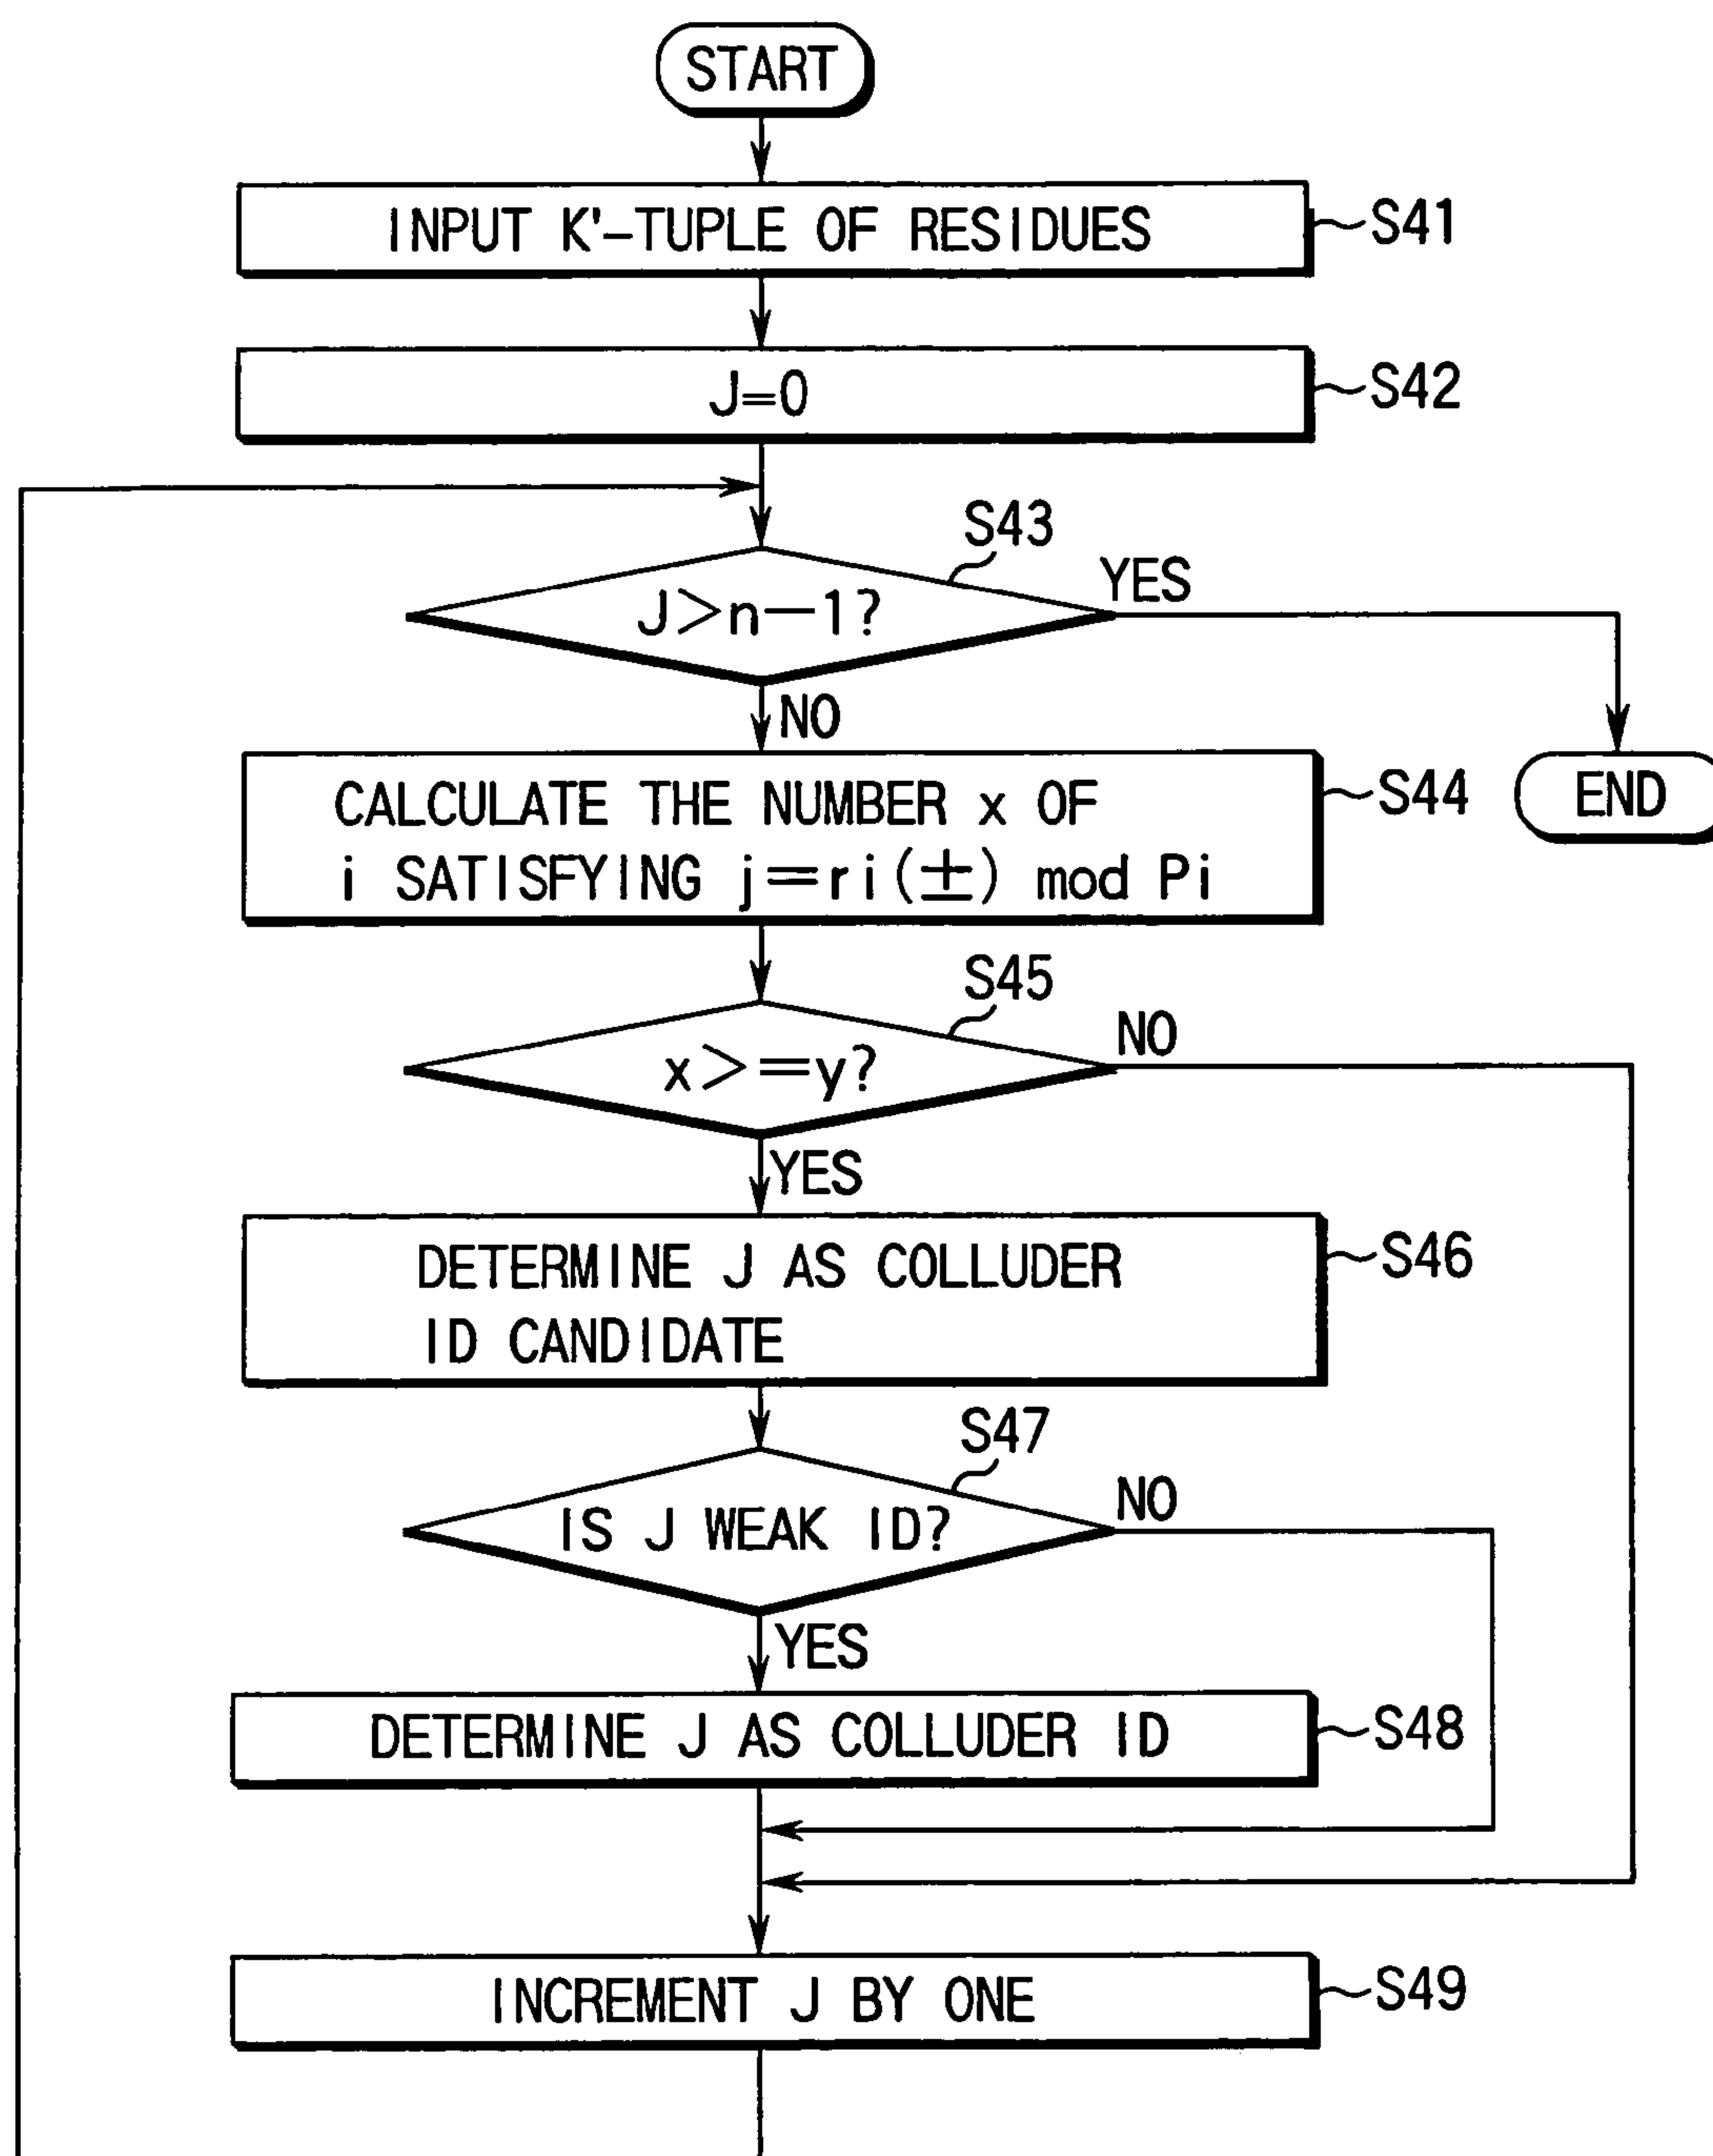 START
INPUT K'-TUPLE OF RESIDUES
S41
J=0
S42
S43
J>n-1?
YES
NO
CALCULATE THE NUMBER x OF
i SATISFYING j=ri(±) mod Pi
S44
END
S45
x>=y?
NO
YES
DETERMINE J AS COLLUDER
ID CANDIDATE
S46
S47
IS J WEAK ID?
NO
YES
DETERMINE J AS COLLUDER ID
S48
INCREMENT J BY ONE
S49